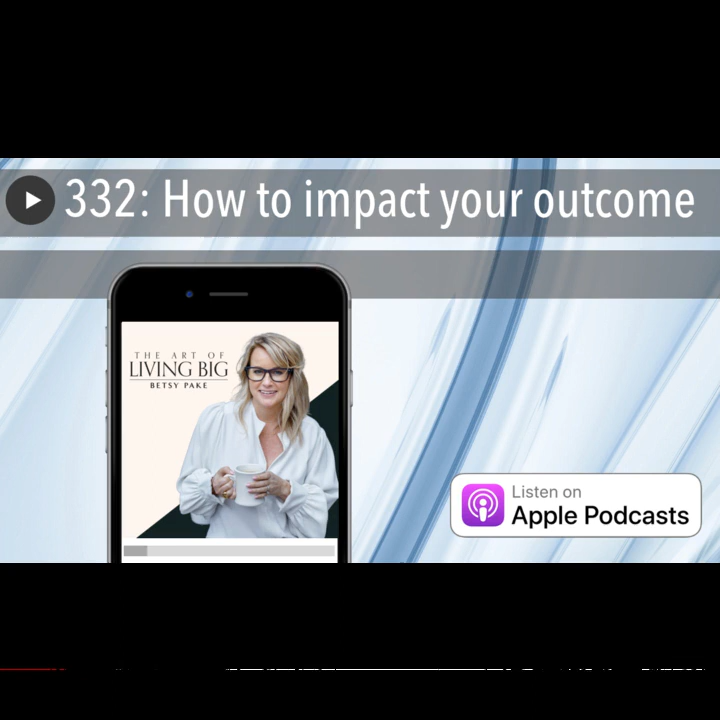 332: How to impact your outcome
THE ART OF
LIVING BIG
BETSY PAKE
Listen on
Apple Podcasts